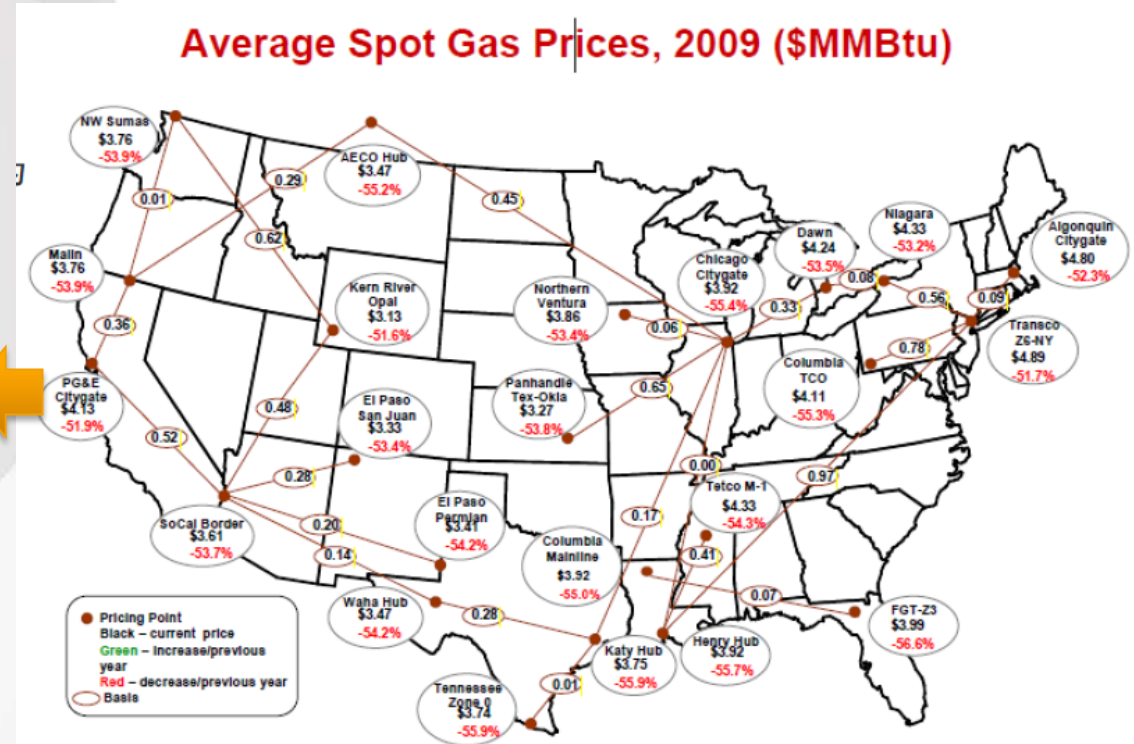 Average Spot Gas Prices, 2009 ($MMBtu)
NW Sumas
$3.76
-53.9%
AECO Hub
$3.47
-55.2%
0.29
0.45
0.01
0.62
Niagara
$4.33
-53.2%
Algonquin
Citygate
$4.80
-52.3%
Dawn
$4.24
-53.5%
Malin
$3.76
-53.9%
Kern River
Opal
$3.13
-51.6%
Northern
Ventura
$3.86
-53.4%
Chicago
Citygate
$3.92
-55.4%
0.08
0.33
0.56
0.09
0.36
0.06
0.78
Transco
Z6-NY
$4.89
-51.7%
PG&E
Citygate
$4.13
-51.9%
El Paso
San Juan
$3.33
-53.4%
Panhandle
Tex-Okla
$3.27
-53.8%
0.65
Columbia
TCO
$4.11
-55.3%
0.48
0.52
0.28
0.00
0.97
SoCal Border
$3.61
-53.7%
0.20
0.14
El Paso
Permian
$3.41
-54.2%
Columbia
Mainline
$3.92
-55.0%
0.17
Tetco M-1
$4.33
-54.3%
0.41
0.07
Waha Hub
$3.47
-54.2%
0.28
Katy Hub
$3.75
-55.9%
Henry Hub
$3.92
-55.7%
FGT-Z3
$3.99
-56.6%
Tennessee
Zone 0
$3.74
-55.9%
0.01
Pricing Point
Black – current price
Green – increase/previous
year
Red – decrease/previous year
Basis